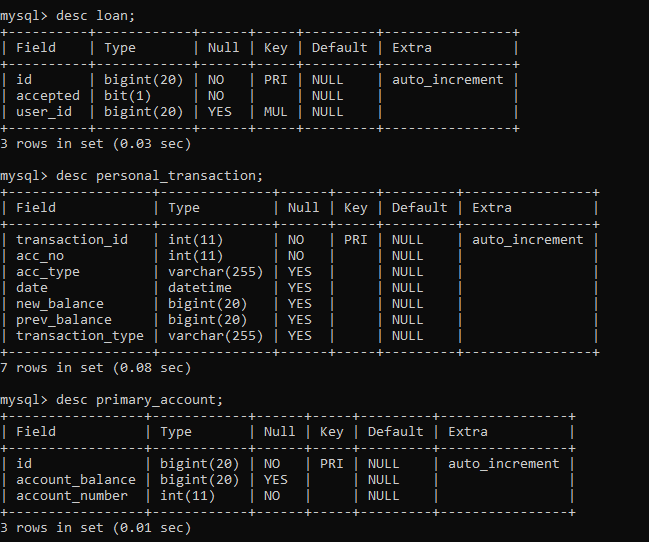 mysql> desc loan;
+----------+------------+------+-----+---------+----------------+
| Field    | Type       | Null | Key | Default | Extra          |
+----------+------------+------+-----+---------+----------------+
| id       | bigint(20) | NO   | PRI | NULL    | auto_increment |
| accepted | bit(1)     | NO   |     | NULL    |                |
| user_id  | bigint(20) | YES  | MUL | NULL    |                |
+----------+------------+------+-----+---------+----------------+
3 rows in set (0.03 sec)
mysql> desc personal_transaction;
+------------------+--------------+------+-----+---------+----------------+
| Field            | Type         | Null | Key | Default | Extra          |
+------------------+--------------+------+-----+---------+----------------+
| transaction_id   | int(11)      | NO   | PRI | NULL    | auto_increment |
| acc_no           | int(11)      | NO   |     | NULL    |                |
| acc_type         | varchar(255) | YES  |     | NULL    |                |
| date             | datetime     | YES  |     | NULL    |                |
| new_balance      | bigint(20)   | YES  |     | NULL    |                |
| prev_balance     | bigint(20)   | YES  |     | NULL    |                |
| transaction_type | varchar(255) | YES  |     | NULL    |                |
+------------------+--------------+------+-----+---------+----------------+
7 rows in set (0.08 sec)
mysql> desc primary_account;
+-----------------+------------+------+-----+---------+----------------+
| Field           | Type       | Null | Key | Default | Extra          |
+-----------------+------------+------+-----+---------+----------------+
| id              | bigint(20) | NO   | PRI | NULL    | auto_increment |
| account_balance | bigint(20) | YES  |     | NULL    |                |
| account_number  | int(11)    | NO   |     | NULL    |                |
+-----------------+------------+------+-----+---------+----------------+
3 rows in set (0.01 sec)